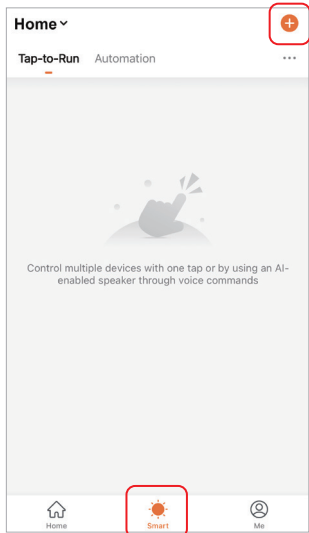 Home
Tap-to-Run Automation
Control multiple devices with one tap or by using an AI-
enabled speaker through voice commands
Home Smart Me